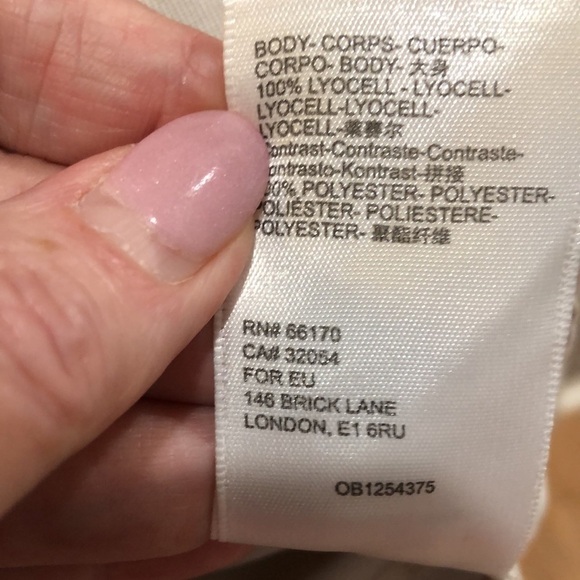 BODY- CORPS- CUERPO-
CORPO- BODY- 大身
100% LYOCELL - LYOCELL-
LYOCELL-LYOCELL-
LYOCELL-莱赛尔
ontrast-Contraste-Contraste-
ontrasto-Kontrast-拼接
00% POLYESTER- POLYESTER-
POLIÉSTER- POLIESTERE-
POLYESTER- 聚酯纤维
RN# 66170
CA# 32054
FOR EU
146 BRICK LANE
LONDON, E1 6RU
OB1254375